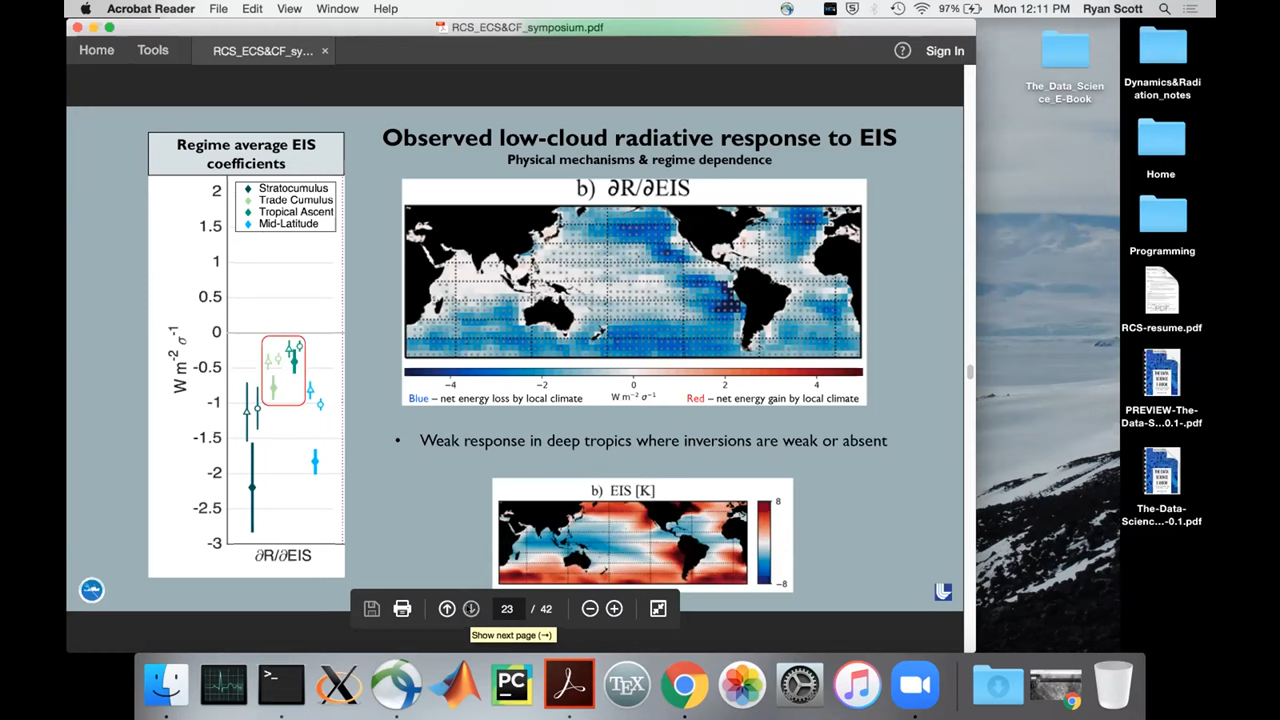 Acrobat Reader File Edit View Window Help 97% Mon 12:11 PM Ryan Scott
RCS_ECS&CF_symposium.pdf
Home Tools RCS_ECS&CF_sy... × ? Sign In
Regime average EIS
coefficients
2
1.5
1
0.5
0
-0.5
-1
-1.5
-2
-2.5
-3
W m⁻² σ⁻¹
Stratocumulus
Trade Cumulus
Tropical Ascent
Mid-Latitude
∂R/∂EIS
Observed low-cloud radiative response to EIS
Physical mechanisms & regime dependence
b) ∂R/∂EIS
−4 −2 0 2 4
Blue – net energy loss by local climate W m⁻² σ⁻¹ Red – net energy gain by local climate
• Weak response in deep tropics where inversions are weak or absent
b) EIS [K]
8
−8
23 / 42
Show next page (→)
The_Data_Scien
ce_E-Book
Dynamics&Radi
ation_notes
Home
Programming
RCS-resume.pdf
PREVIEW-The-
Data-S...0.1-.pdf
The-Data-
Scienc...-0.1.pdf
>_
PC
TEX